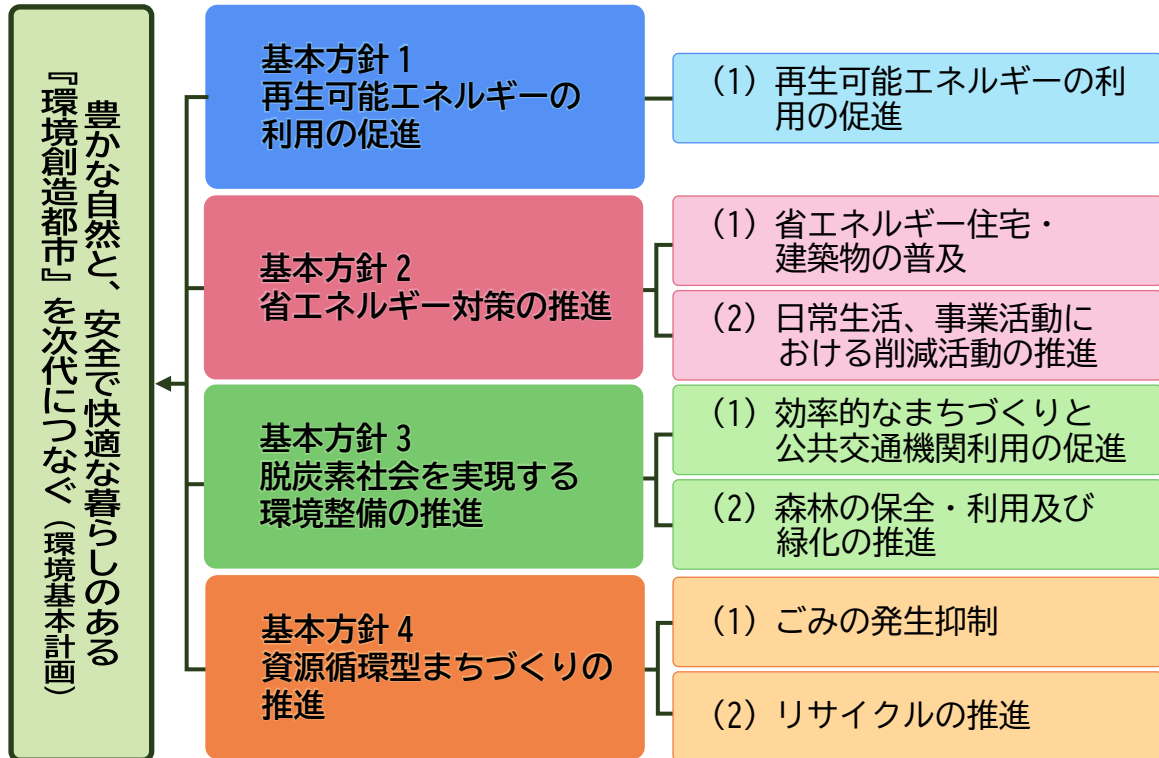 豊かな自然と、安全で快適な暮らしのある
『環境創造都市』を次代につなぐ（環境基本計画）
基本方針１
再生可能エネルギーの
利用の促進
（1）再生可能エネルギーの利
用の促進
基本方針２
省エネルギー対策の推進
（1）省エネルギー住宅・
建築物の普及
（2）日常生活、事業活動に
おける削減活動の推進
基本方針３
脱炭素社会を実現する
環境整備の推進
（1）効率的なまちづくりと
公共交通機関利用の促進
（2）森林の保全・利用及び
緑化の推進
基本方針４
資源循環型まちづくりの
推進
（1）ごみの発生抑制
（2）リサイクルの推進